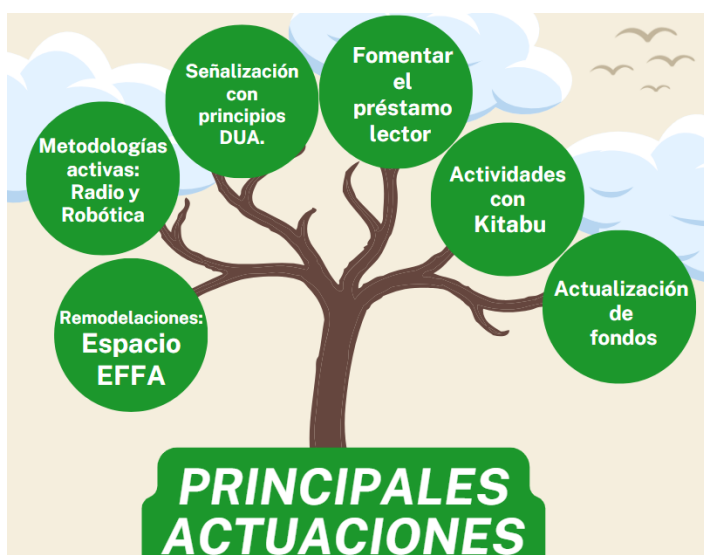 Señalización
con
principios
DUA.
Fomentar
el
préstamo
lector
Metodologías
activas:
Radio y
Robótica
Actividades
con
Kitabu
Remodelaciones:
Espacio
EFFA
Actualización
de
fondos
PRINCIPALES
ACTUACIONES